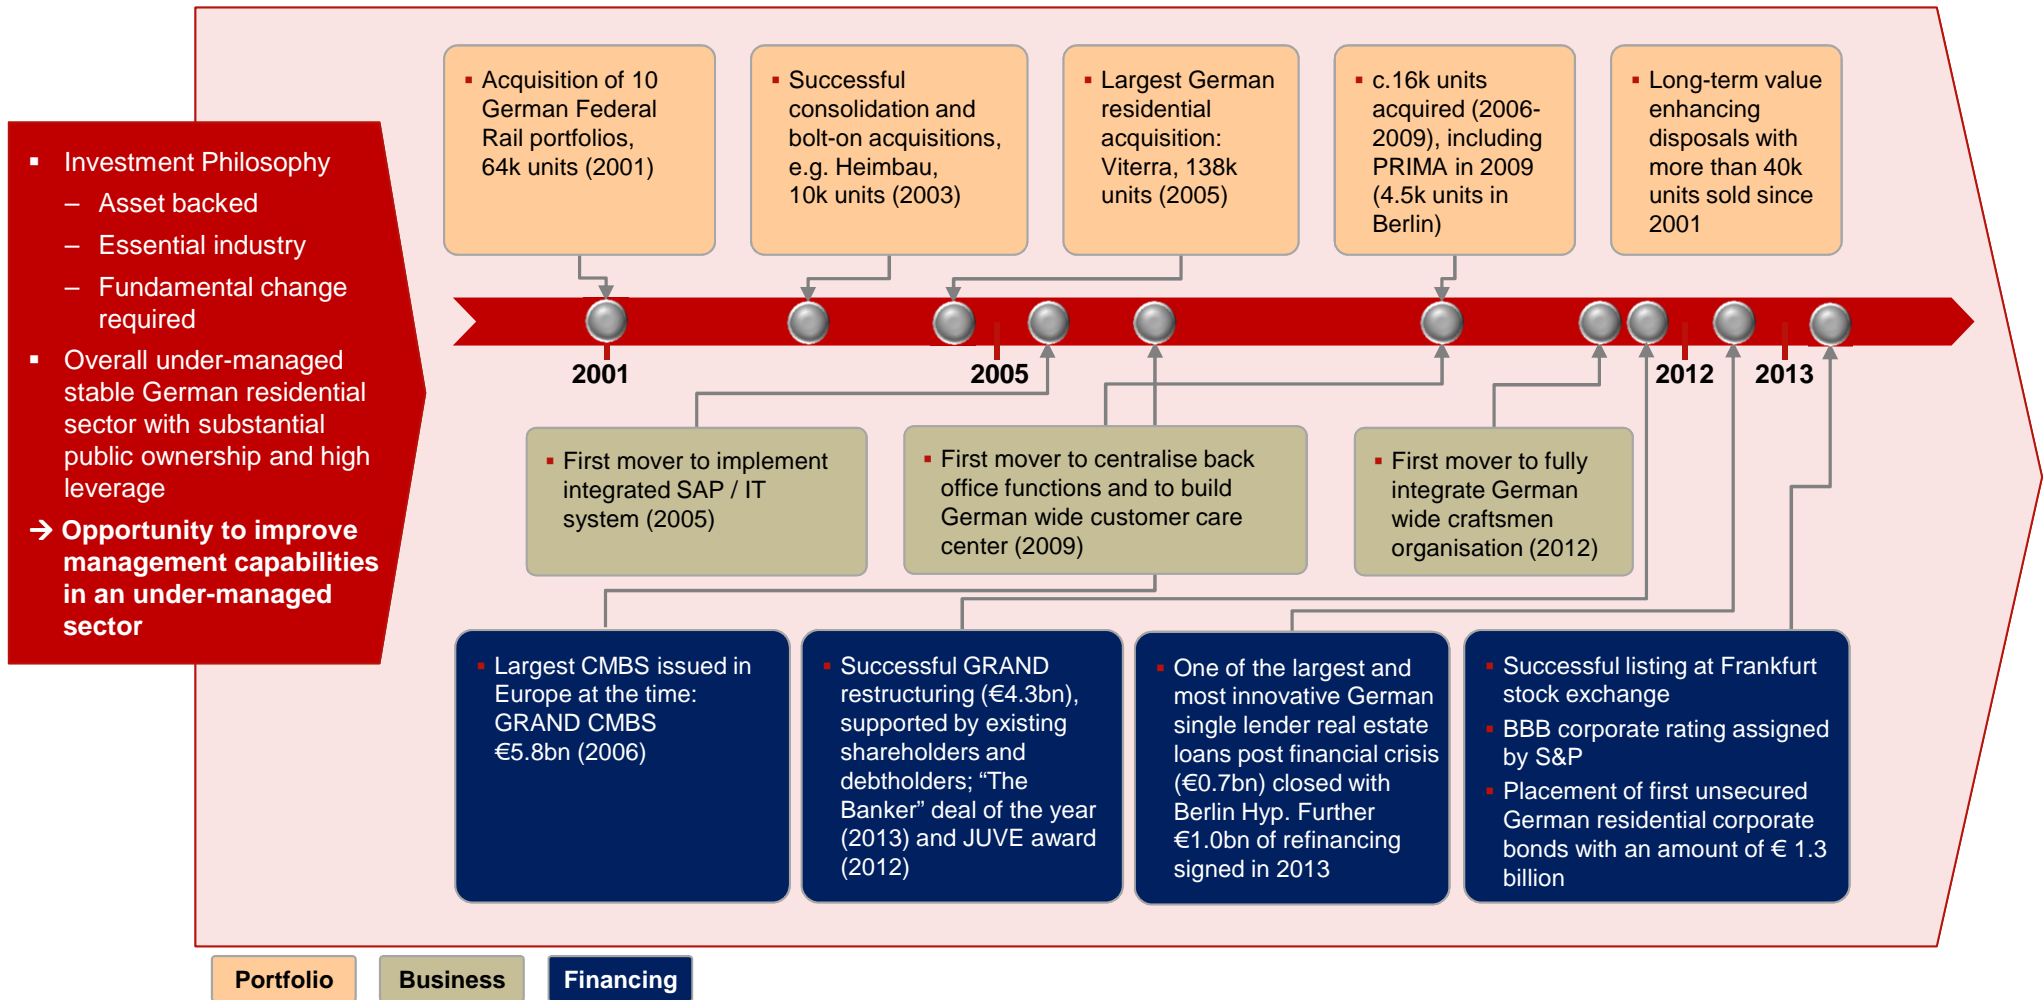 ▪ Investment Philosophy
– Asset backed
– Essential industry
– Fundamental change
required
▪ Overall under-managed
stable German residential
sector with substantial
public ownership and high
leverage
→ Opportunity to improve
management capabilities
in an under-managed
sector
▪ Acquisition of 10
German Federal
Rail portfolios,
64k units (2001)
▪ Successful
consolidation and
bolt-on acquisitions,
e.g. Heimbau,
10k units (2003)
▪ Largest German
residential
acquisition:
Viterra, 138k
units (2005)
▪ c.16k units
acquired (2006-
2009), including
PRIMA in 2009
(4.5k units in
Berlin)
▪ Long-term value
enhancing
disposals with
more than 40k
units sold since
2001
2001
2005
2012
2013
▪ First mover to implement
integrated SAP / IT
system (2005)
▪ First mover to centralise back
office functions and to build
German wide customer care
center (2009)
▪ First mover to fully
integrate German
wide craftsmen
organisation (2012)
▪ Largest CMBS issued in
Europe at the time:
GRAND CMBS
€5.8bn (2006)
▪ Successful GRAND
restructuring (€4.3bn),
supported by existing
shareholders and
debtholders; “The
Banker” deal of the year
(2013) and JUVE award
(2012)
▪ One of the largest and
most innovative German
single lender real estate
loans post financial crisis
(€0.7bn) closed with
Berlin Hyp. Further
€1.0bn of refinancing
signed in 2013
▪ Successful listing at Frankfurt
stock exchange
▪ BBB corporate rating assigned
by S&P
▪ Placement of first unsecured
German residential corporate
bonds with an amount of € 1.3
billion
Portfolio
Business
Financing